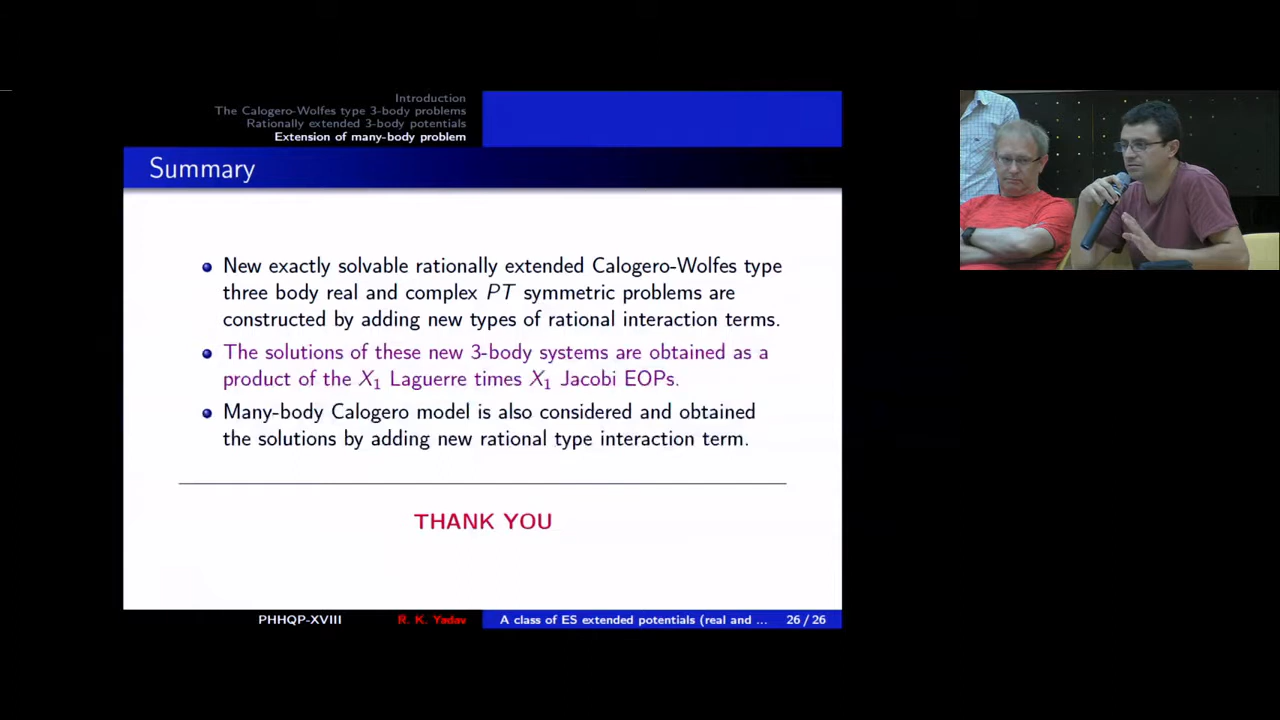 Introduction
The Calogero-Wolfes type 3-body problems
Rationally extended 3-body potentials
Extension of many-body problem
Summary
New exactly solvable rationally extended Calogero-Wolfes type
three body real and complex PT symmetric problems are
constructed by adding new types of rational interaction terms.
The solutions of these new 3-body systems are obtained as a
product of the X₁ Laguerre times X₁ Jacobi EOPs.
Many-body Calogero model is also considered and obtained
the solutions by adding new rational type interaction term.
THANK YOU
PHHQP-XVIII R. K. Yadav A class of ES extended potentials (real and ... 26 / 26